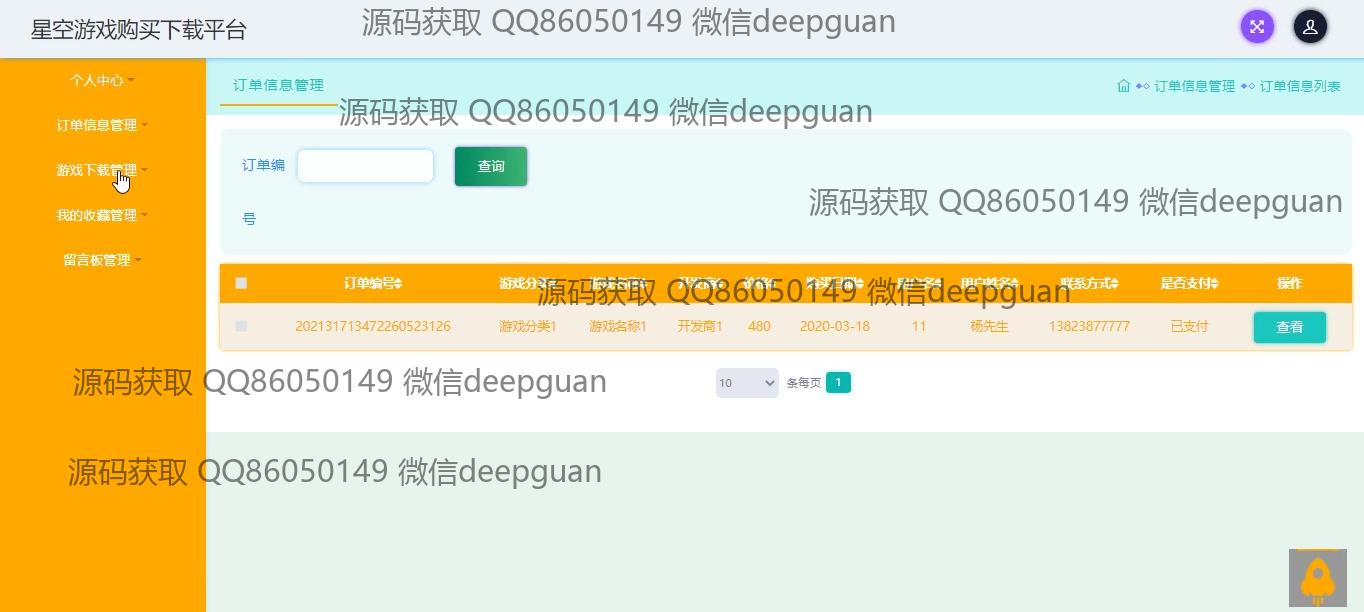 星空游戏购买下载平台
源码获取 QQ86050149 微信deepguan
个人中心
订单信息管理
游戏下载管理
我的收藏管理
留言板管理
订单信息管理
订单信息管理 订单信息列表
源码获取 QQ86050149 微信deepguan
订单编号
查询
源码获取 QQ86050149 微信deepguan
订单编号 游戏分类 游戏名称 开发商 价格 购买日期 用户名 用户姓名 联系方式 是否支付 操作
源码获取 QQ86050149 微信deepguan
202131713472260523126 游戏分类1 游戏名称1 开发商1 480 2020-03-18 11 杨先生 13823877777 已支付 查看
源码获取 QQ86050149 微信deepguan
10 条每页 1
源码获取 QQ86050149 微信deepguan